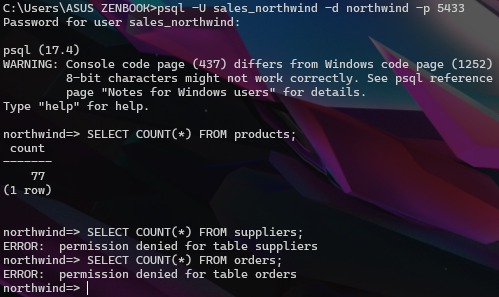 C:\Users\ASUS ZENBOOK>psql -U sales_northwind -d northwind -p 5433
Password for user sales_northwind:
psql (17.4)
WARNING: Console code page (437) differs from Windows code page (1252)
8-bit characters might not work correctly. See psql reference
page "Notes for Windows users" for details.
Type "help" for help.
northwind=> SELECT COUNT(*) FROM products;
count
-------
77
(1 row)
northwind=> SELECT COUNT(*) FROM suppliers;
ERROR:  permission denied for table suppliers
northwind=> SELECT COUNT(*) FROM orders;
ERROR:  permission denied for table orders
northwind=>